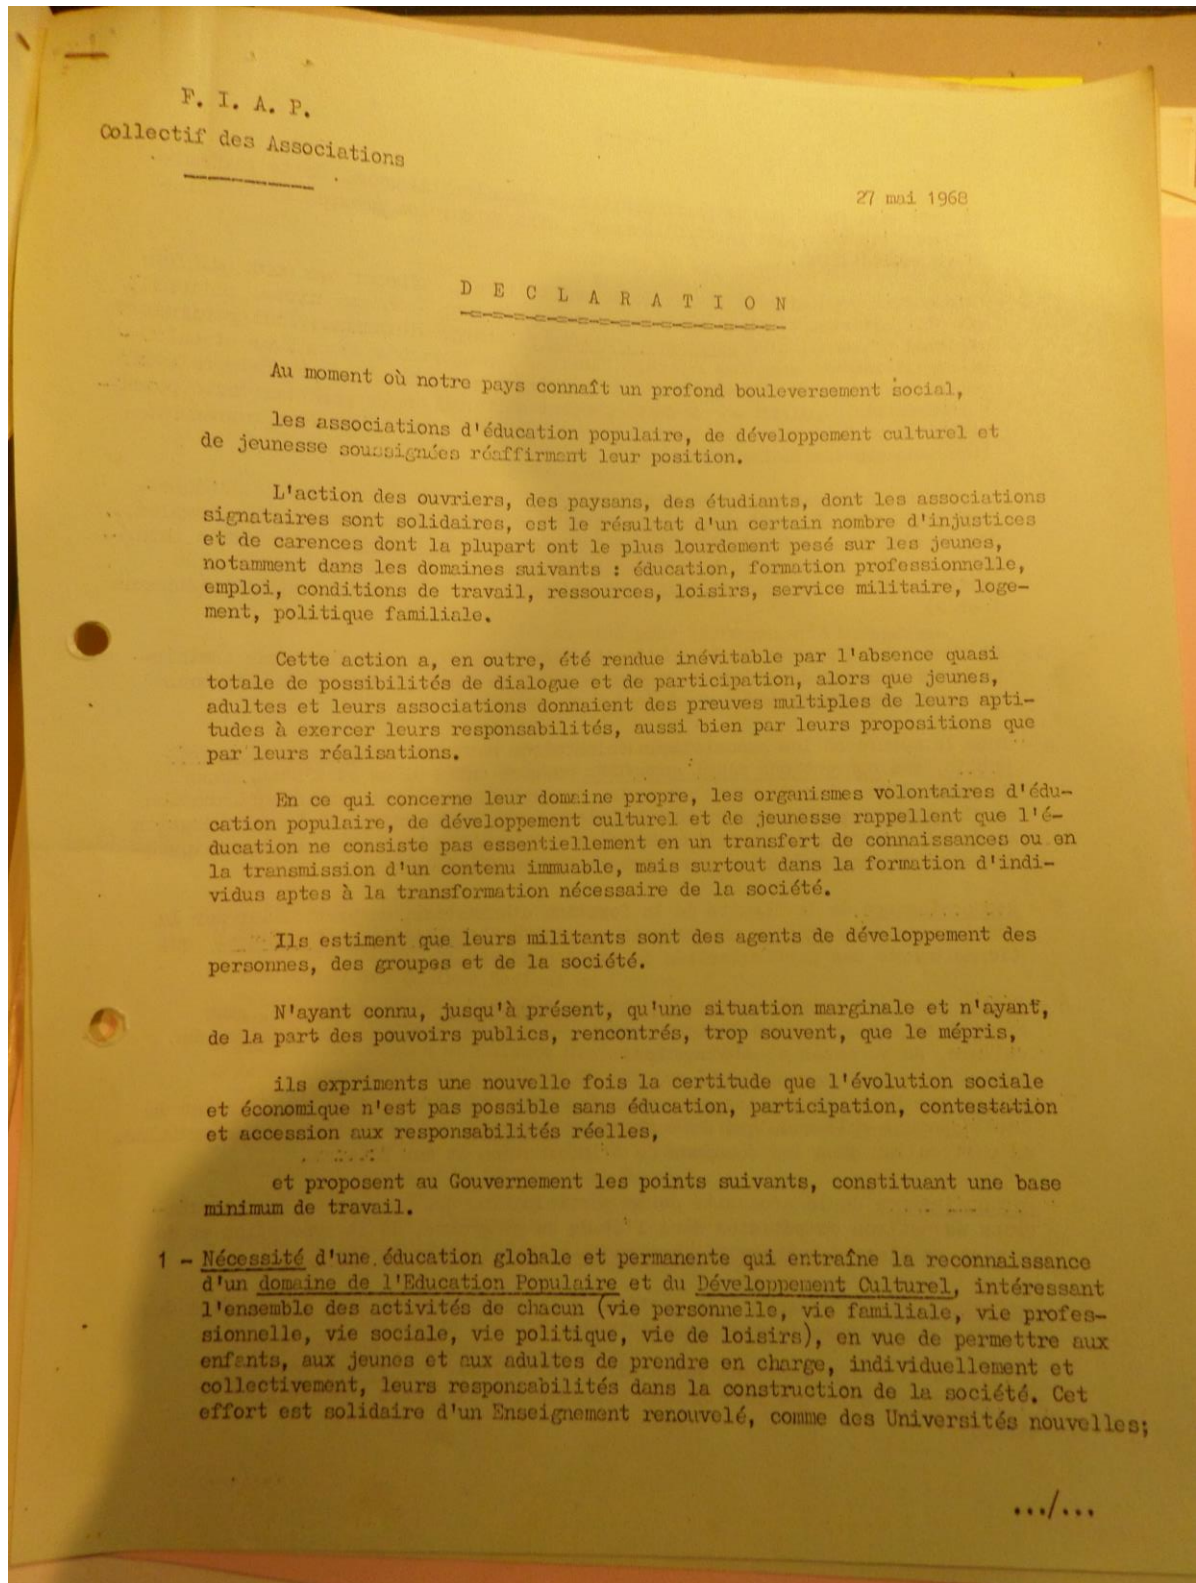 F. I. A. P.
Collectif des Associations
27 mai 1968
D E C L A R A T I O N
Au moment où notre pays connaît un profond bouleversement social,
les associations d'éducation populaire, de développement culturel et
de jeunesse soussignées réaffirment leur position.
L'action des ouvriers, des paysans, des étudiants, dont les associations
signataires sont solidaires, est le résultat d'un certain nombre d'injustices
et de carences dont la plupart ont le plus lourdement pesé sur les jeunes,
notamment dans les domaines suivants : éducation, formation professionnelle,
emploi, conditions de travail, ressources, loisirs, service militaire, loge-
ment, politique familiale.
Cette action a, en outre, été rendue inévitable par l'absence quasi
totale de possibilités de dialogue et de participation, alors que jeunes,
adultes et leurs associations donnaient des preuves multiples de leurs apti-
tudes à exercer leurs responsabilités, aussi bien par leurs propositions que
par leurs réalisations.
En ce qui concerne leur domaine propre, les organismes volontaires d'édu-
cation populaire, de développement culturel et de jeunesse rappellent que l'é-
ducation ne consiste pas essentiellement en un transfert de connaissances ou en
la transmission d'un contenu immuable, mais surtout dans la formation d'indi-
vidus aptes à la transformation nécessaire de la société.
Ils estiment que leurs militants sont des agents de développement des
personnes, des groupes et de la société.
N'ayant connu, jusqu'à présent, qu'une situation marginale et n'ayant,
de la part des pouvoirs publics, rencontrés, trop souvent, que le mépris,
ils expriments une nouvelle fois la certitude que l'évolution sociale
et économique n'est pas possible sans éducation, participation, contestation
et accession aux responsabilités réelles,
et proposent au Gouvernement les points suivants, constituant une base
minimum de travail.
1 - Nécessité d'une éducation globale et permanente qui entraîne la reconnaissance
d'un domaine de l'Education Populaire et du Développement Culturel, intéressant
l'ensemble des activités de chacun (vie personnelle, vie familiale, vie profes-
sionnelle, vie sociale, vie politique, vie de loisirs), en vue de permettre aux
enfants, aux jeunes et aux adultes de prendre en charge, individuellement et
collectivement, leurs responsabilités dans la construction de la société. Cet
effort est solidaire d'un Enseignement renouvelé, comme des Universités nouvelles;
.../...